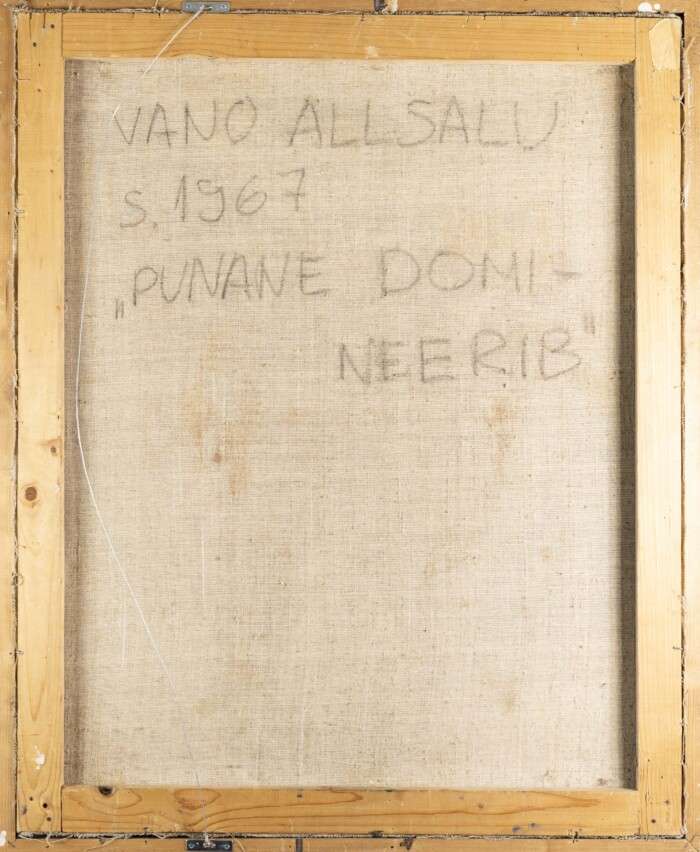 VANO ALLSALU
s. 1967
„PUNANE DOMI-
NEERIB"